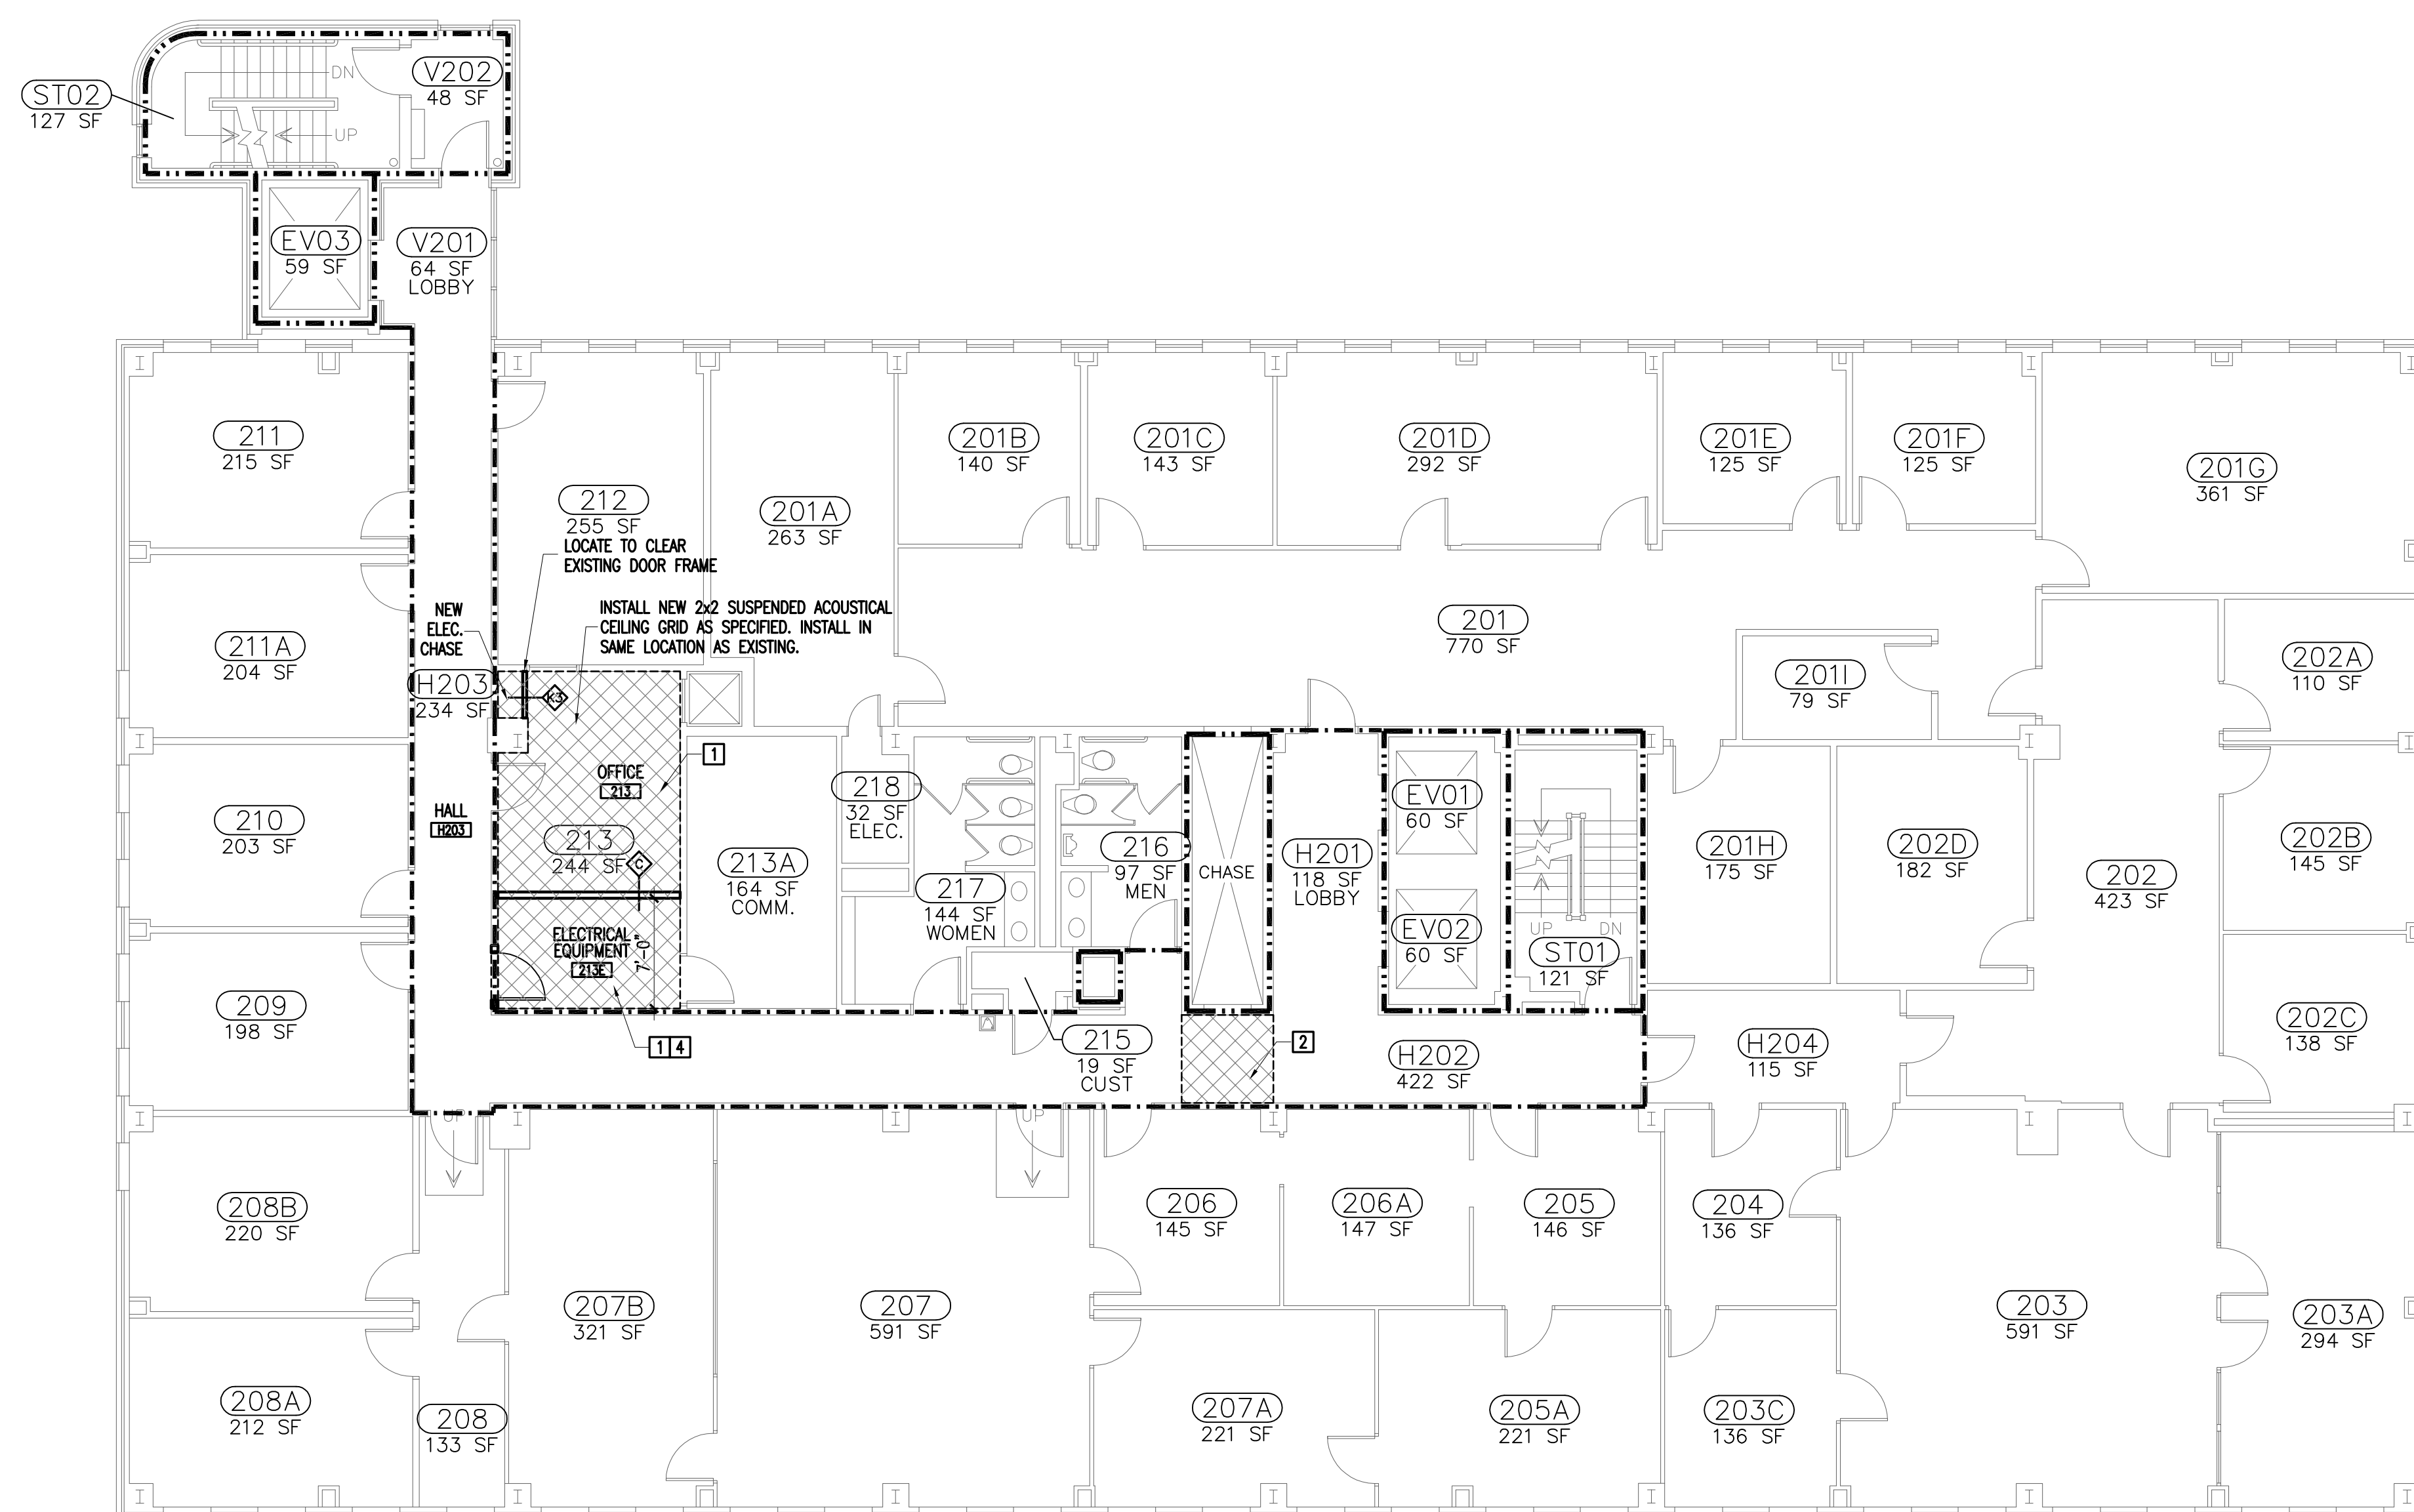 DN
V202
48 SF
ST02
127 SF
UP
EV03
59 SF
V201
64 SF
LOBBY
211
215 SF
212
255 SF
LOCATE TO CLEAR
EXISTING DOOR FRAME
201A
263 SF
201B
140 SF
201C
143 SF
201D
292 SF
201E
125 SF
201F
125 SF
201G
361 SF
NEW
ELEC.
CHASE
INSTALL NEW 2x2 SUSPENDED ACOUSTICAL
CEILING GRID AS SPECIFIED. INSTALL IN
SAME LOCATION AS EXISTING.
201
770 SF
211A
204 SF
H203
234 SF
K3
201I
79 SF
202A
110 SF
1
OFFICE
213
213
244 SF
C
HALL
H203
210
203 SF
213A
164 SF
COMM.
218
32 SF
ELEC.
217
144 SF
WOMEN
216
97 SF
MEN
CHASE
H201
118 SF
LOBBY
EV01
60 SF
EV02
60 SF
UP
DN
ST01
121 SF
201H
175 SF
202D
182 SF
202
423 SF
202B
145 SF
ELECTRICAL
EQUIPMENT
213E
7'-0"
209
198 SF
1 4
215
19 SF
CUST
2
H202
422 SF
H204
115 SF
202C
138 SF
UP
UP
208B
220 SF
206
145 SF
206A
147 SF
205
146 SF
204
136 SF
207B
321 SF
207
591 SF
203
591 SF
203A
294 SF
208A
212 SF
208
133 SF
207A
221 SF
205A
221 SF
203C
136 SF